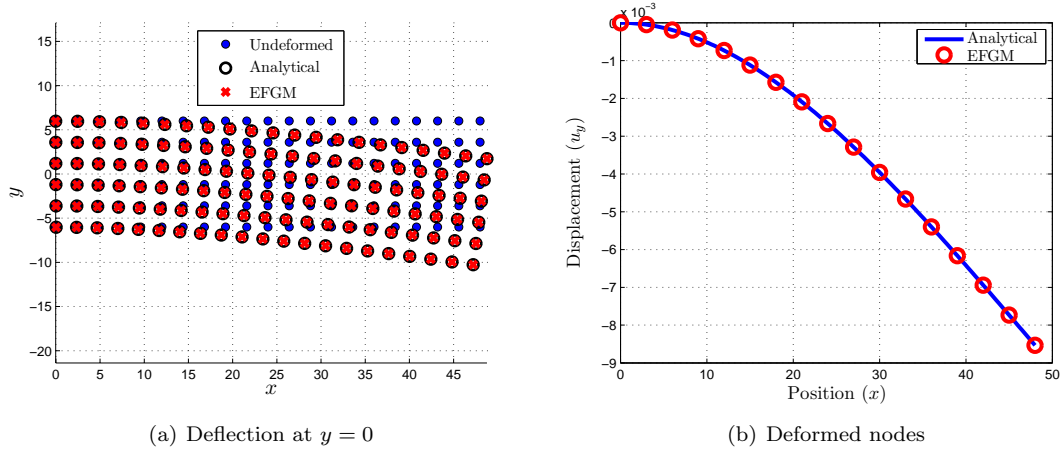 15
10
5
0
−5
−10
−15
−20
y
Undeformed
Analytical
EFGM
0 5 10 15 20 25 30 35 40 45
x
(a) Deflection at y = 0
0
−1
−2
−3
−4
−5
−6
−7
−8
−9
x 10⁻³
Displacement (u_y)
Analytical
EFGM
0 10 20 30 40 50
Position (x)
(b) Deformed nodes